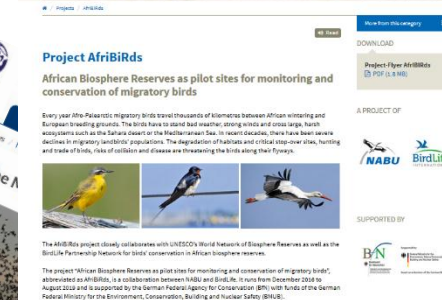 / Projects / AfriBiRds
Read
More from this category
Project AfriBiRds
African Biosphere Reserves as pilot sites for monitoring and
conservation of migratory birds
DOWNLOAD
Project-Flyer AfriBiRds
PDF (1.8 MB)
Every year Afro-Palearctic migratory birds travel thousands of kilometres between African wintering and
European breeding grounds. The birds have to stand bad weather, strong winds and cross large, harsh
ecosystems such as the Sahara desert or the Mediterranean Sea. In recent decades, there have been severe
declines in migratory landbirds' populations. The degradation of habitats and critical stop-over sites, hunting
and trade of birds, risks of collision and disease are threatening the birds along their flyways.
A PROJECT OF
NABU
BirdLife
INTERNATIONAL
SUPPORTED BY
BfN
The AfriBiRds project closely collaborates with UNESCO's World Network of Biosphere Reserves as well as the
BirdLife Partnership Network for birds' conservation in African biosphere reserves.
The project "African Biosphere Reserves as pilot sites for monitoring and conservation of migratory birds",
abbreviated as AfriBiRds, is a collaboration between NABU and BirdLife. It runs from December 2016 to
August 2019 and is supported by the German Federal Agency for Conservation (BfN) with funds of the German
Federal Ministry for the Environment, Conservation, Building and Nuclear Safety (BMUB).